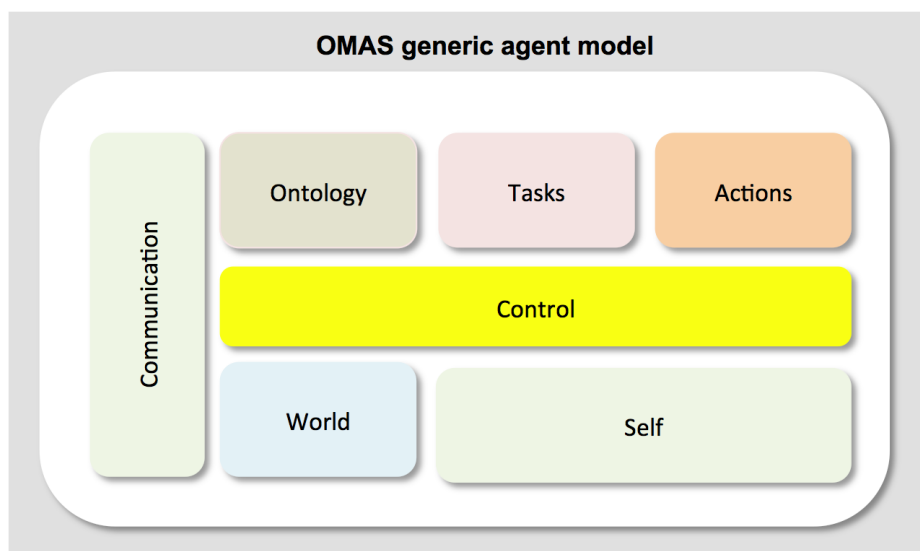 OMAS generic agent model
Communication
Ontology
Tasks
Actions
Control
World
Self